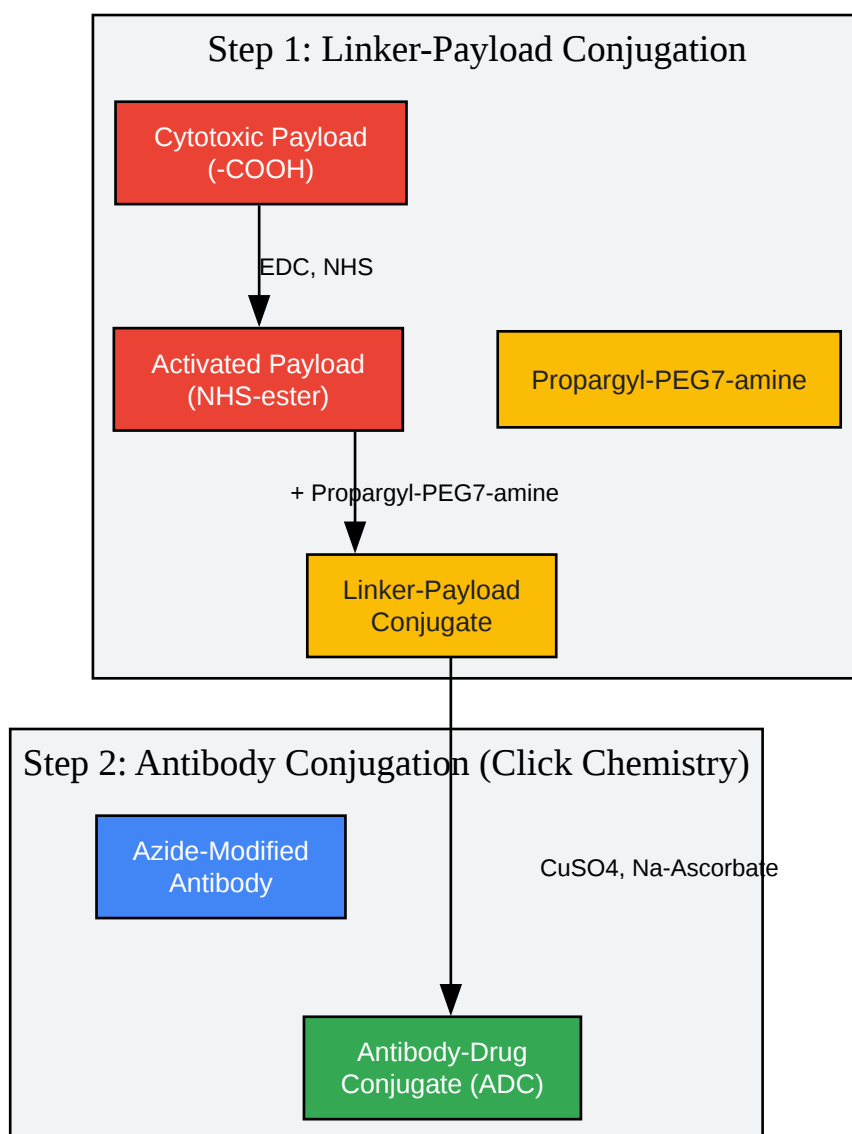 Step 1: Linker-Payload Conjugation
Cytotoxic Payload
(-COOH)
EDC, NHS
Activated Payload
(NHS-ester)
Propargyl-PEG7-amine
+ Propargyl-PEG7-amine
Linker-Payload
Conjugate
Step 2: Antibody Conjugation (Click Chemistry)
Azide-Modified
Antibody
CuSO4, Na-Ascorbate
Antibody-Drug
Conjugate (ADC)